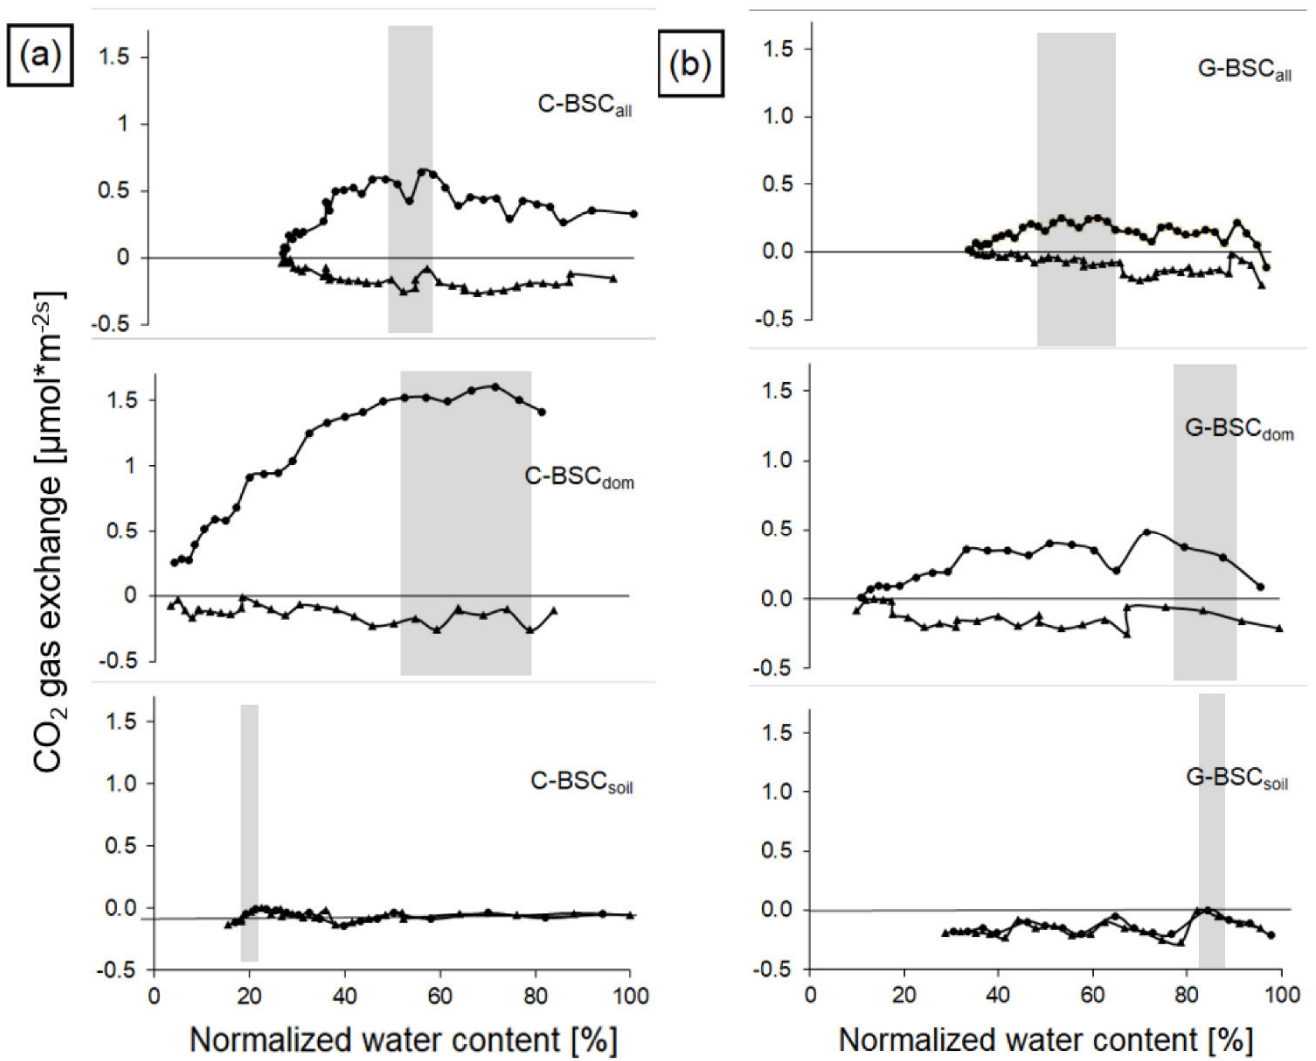 (a)
1.5
1
0.5
0
-0.5
C-BSCall
1.5
1
0.5
0
-0.5
C-BSCdom
1.5
1.0
0.5
0.0
-0.5
C-BSCsoil
0 20 40 60 80 100
Normalized water content [%]
CO2 gas exchange [µmol*m-2s]
(b)
1.5
1.0
0.5
0.0
-0.5
G-BSCall
1.5
1.0
0.5
0.0
-0.5
G-BSCdom
1.5
1.0
0.5
0.0
-0.5
G-BSCsoil
0 20 40 60 80 100
Normalized water content [%]